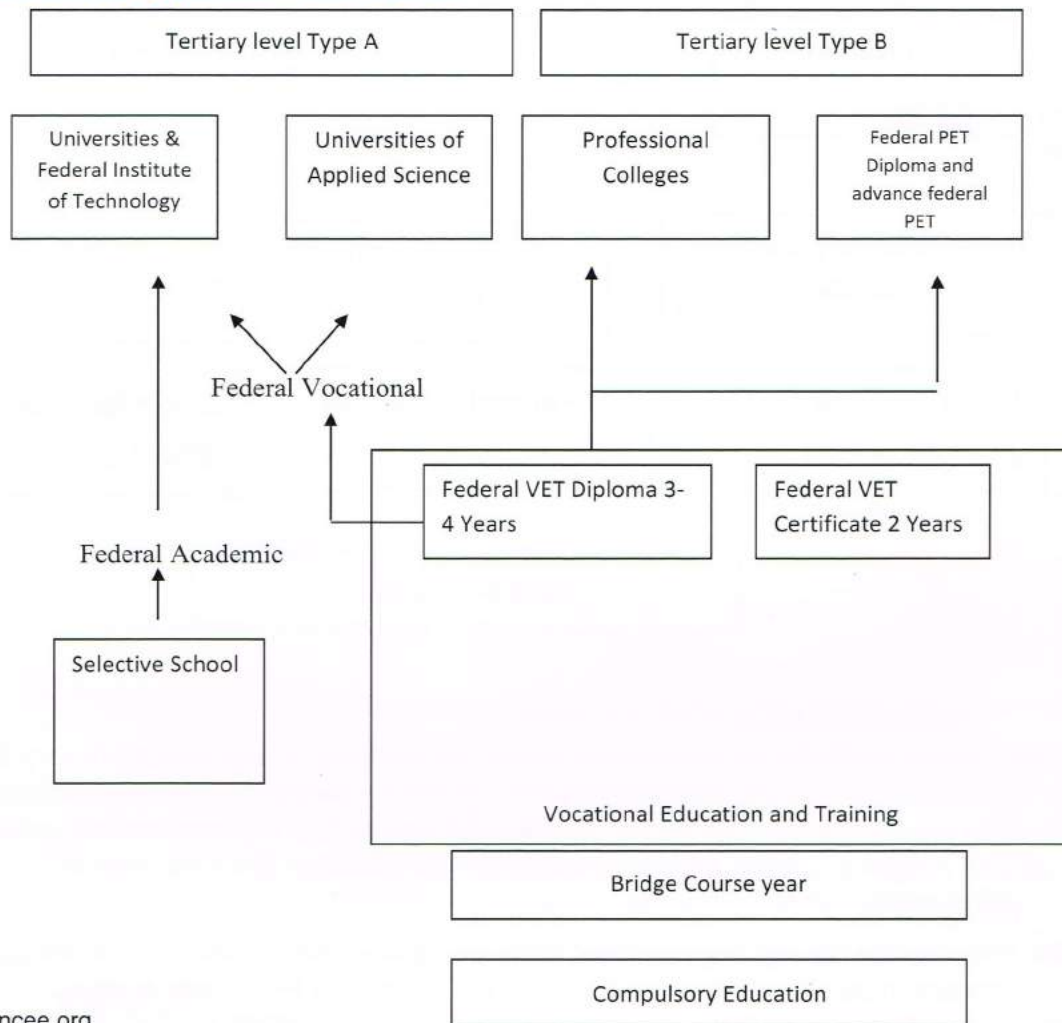 Tertiary level Type A
Tertiary level Type B
Universities &
Federal Institute
of Technology
Universities of
Applied Science
Professional
Colleges
Federal PET
Diploma and
advance federal
PET
Federal Vocational
Federal VET Diploma 3-
4 Years
Federal VET
Certificate 2 Years
Federal Academic
Selective School
Vocational Education and Training
Bridge Course year
Compulsory Education